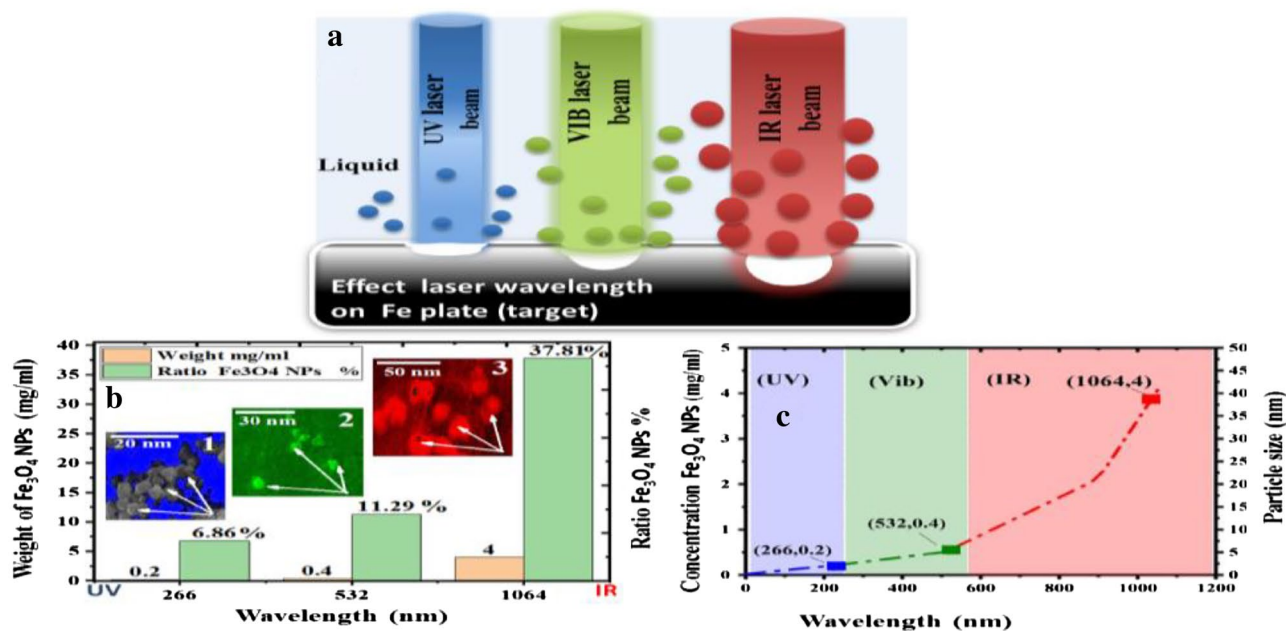 a
UV laser
beam
VIB laser
beam
IR laser
beam
Liquid
Effect laser wavelength
on Fe plate (target)
b
Weight of Fe₃O₄ NPs (mg/ml)
40
35
30
25
20
15
10
5
0
Weight mg/ml
Ratio Fe3O4 NPs %
20 nm
1
30 nm
2
50 nm
3
0.2
6.86 %
0.4
11.29 %
4
37.81%
UV
266
532
1064
IR
Wavelength (nm)
Ratio Fe₃O₄ NPs %
c
Concentration Fe₃O₄ NPs (mg/ml)
5
4
3
2
1
0
(UV)
(Vib)
(IR)
(266,0.2)
(532,0.4)
(1064,4)
50
45
40
35
30
25
20
15
10
5
0
Particle size (nm)
0
200
400
600
800
1000
1200
Wavelength (nm)